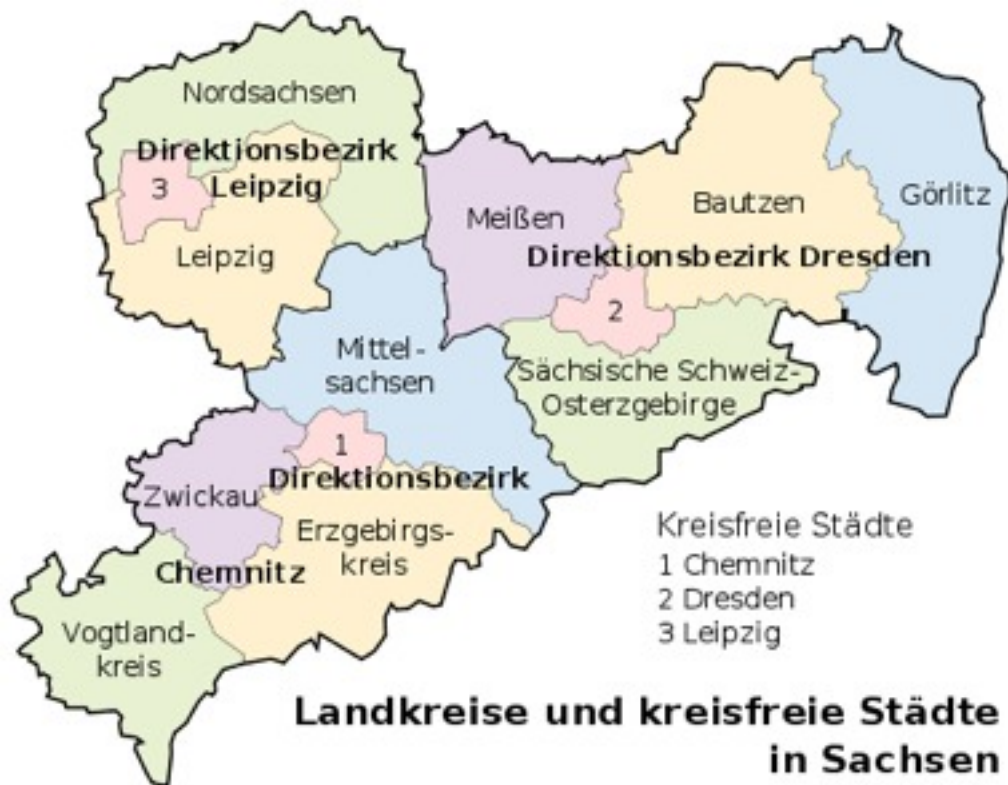 Nordsachsen
Direktionsbezirk
Leipzig
3
Leipzig
Meißen
Bautzen
Görlitz
Direktionsbezirk Dresden
2
Mittel-
sachsen
Sächsische Schweiz-
Osterzgebirge
1
Direktionsbezirk
Zwickau
Erzgebirgs-
kreis
Chemnitz
Vogtland-
kreis
Kreisfreie Städte
1 Chemnitz
2 Dresden
3 Leipzig
Landkreise und kreisfreie Städte
in Sachsen